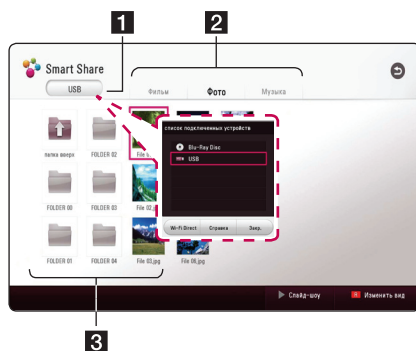 1
2
Smart Share
USB
Фильм
Фото
Музыка
список подключенных устройств
Blu-Ray Disc
USB
Wi-Fi Direct
Справка
Закр.
папка вверх
FOLDER 02
FOLDER 00
FOLDER 03
File 02.jpg
FOLDER 01
FOLDER 04
File 03.jpg
File 06.jpg
Слайд-шоу
Изменить вид
3